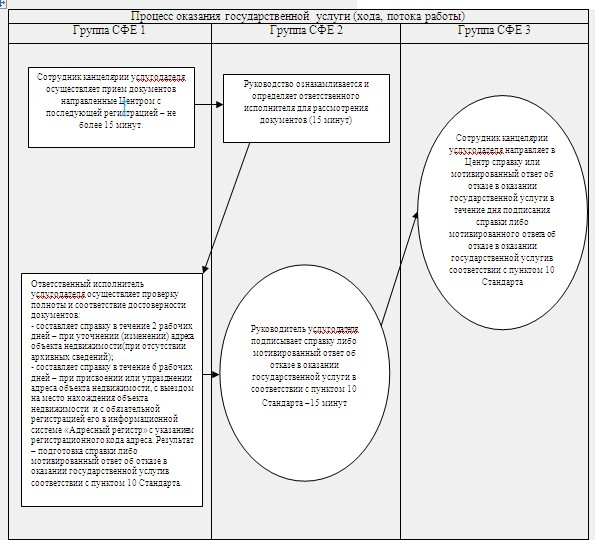 Процесс оказания государственной услуги (хода, потока работы)
Группа СФЕ 1
Группа СФЕ 2
Группа СФЕ 3
Сотрудник канцелярии услугодателя
осуществляет прием документов
направленные Центром с
последующей регистрацией – не
более 15 минут.
Руководство ознакамливается и
определяет ответственного
исполнителя для рассмотрения
документов (15 минут)
Ответственный исполнитель
услугодателя осуществляет проверку
полноты и соответствие достоверности
документов:
- составляет справку в течение 2 рабочих
дней – при уточнении (изменении) адреса
объекта недвижимости(при отсутствии
архивных сведений);
- составляет справку в течение 6 рабочих
дней – при присвоении или упразднении
адреса объекта недвижимости, с выездом
на место нахождения объекта
недвижимости и с обязательной
регистрацией его в информационной
системе «Адресный регистр» с указанием
регистрационного кода адреса. Результат
– подготовка справки либо
мотивированный ответ об отказе в
оказании государственной услугив
соответствии с пунктом 10 Стандарта.
Руководитель услугодателя
подписывает справку либо
мотивированный ответ об
отказе в оказании
государственной услуги в
соответствии с пунктом 10
Стандарта –15 минут
Сотрудник канцелярии
услугодателя направляет в
Центр справку или
мотивированный ответ об
отказе в оказании
государственной услуги в
течение дня подписания
справки либо
мотивированного ответа об
отказе в оказании
государственной услугив
соответствии с пунктом 10
Стандарта